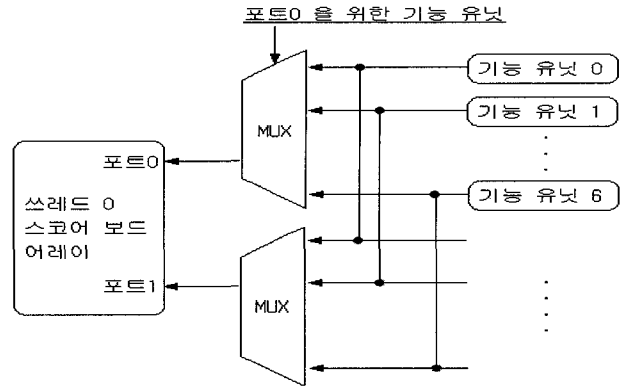 포트0 을 위한 기능 유닛
기능 유닛 0
기능 유닛 1
MUX
포트0
기능 유닛 6
쓰레드 0
스코어 보드
어레이
포트1
MUX